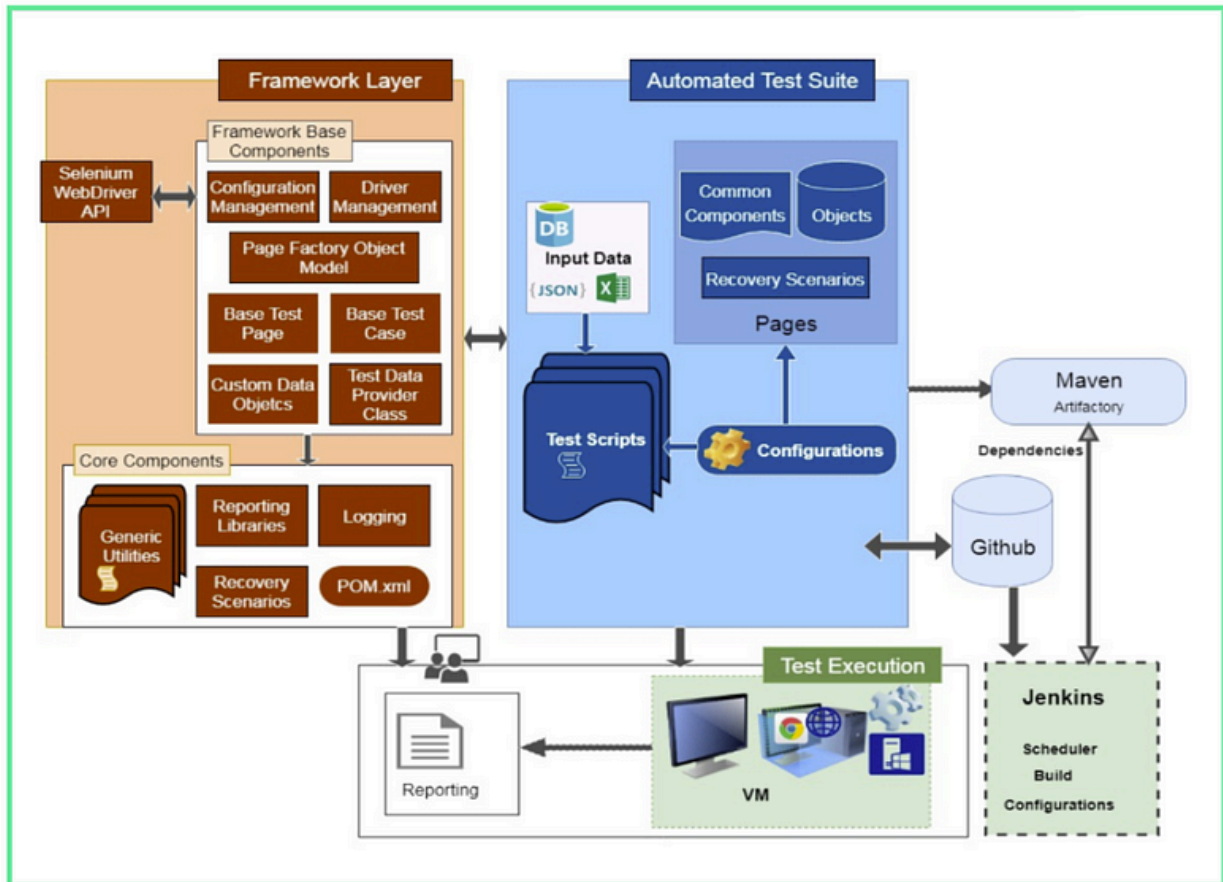 Framework Layer
Framework Base
Components
Selenium
WebDriver
API
Configuration
Management
Driver
Management
Page Factory Object
Model
Base Test
Page
Base Test
Case
Custom Data
Objetcs
Test Data
Provider
Class
Core Components
Generic
Utilities
Reporting
Libraries
Logging
Recovery
Scenarios
POM.xml
Automated Test Suite
DB
Input Data
{JSON}
X
Common
Components
Objects
Recovery Scenarios
Pages
Test Scripts
Configurations
Maven
Artifactory
Dependencies
Github
Jenkins
Scheduler
Build
Configurations
Test Execution
Reporting
VM